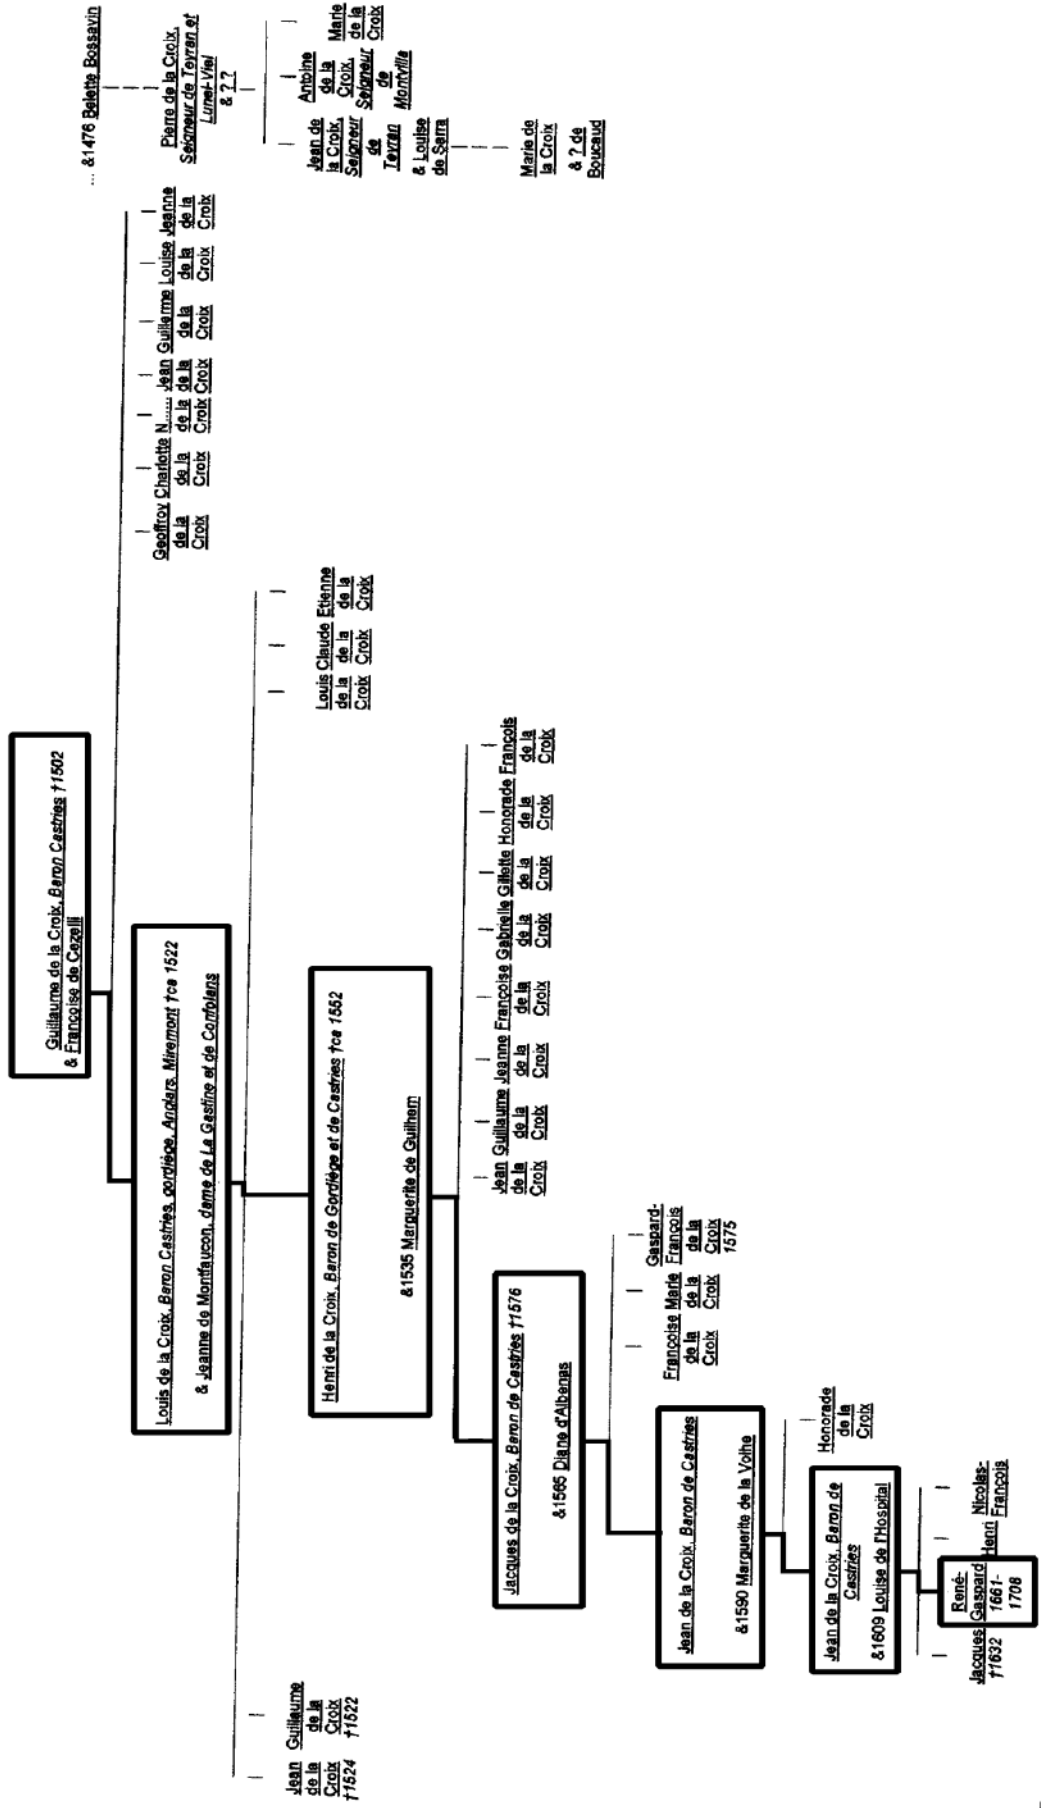 Guillaume de la Croix, Baron Castries †1502
& Françoise de Cezelli
... &1476 Belette Bossavin
Louis de la Croix, Baron Castries, gordiège, Anglars, Miremont †ca 1522
& Jeanne de Montfaucon, dame de La Gastine et de Confolans
Geoffroy
de la
Croix
Charlotte
de la
Croix
N......
de la
Croix
Jean
de la
Croix
Guillerme
de la
Croix
Louise
de la
Croix
Jeanne
de la
Croix
Pierre de la Croix,
Seigneur de Teyran et
Lunel-Viel
& ? ?
Jean
de la
Croix
†1524
Guillaume
de la
Croix
†1522
Henri de la Croix, Baron de Gordiège et de Castries †ca 1552
&1535 Marguerite de Guilhem
Louis
de la
Croix
Claude
de la
Croix
Etienne
de la
Croix
Jean de
la Croix,
Seigneur
de
Teyran
& Louise
de Sarra
Antoine
de la
Croix,
Seigneur
de
Montville
Marie
de la
Croix
Jacques de la Croix, Baron de Castries †1576
&1565 Diane d'Albenas
Jean
de la
Croix
Guillaume
de la
Croix
Jeanne
de la
Croix
Françoise
de la
Croix
Gabrielle
de la
Croix
Gillette
de la
Croix
Honorade
de la
Croix
François
de la
Croix
Marie de
la Croix
& ? de
Boucaud
Jean de la Croix, Baron de Castries
&1590 Marguerite de la Volhe
Françoise
de la
Croix
Marie
de la
Croix
Gaspard-
François
de la
Croix
1575
Jean de la Croix, Baron de
Castries
&1609 Louise de l'Hospital
Honorade
de la
Croix
Jacques
†1632
René-
Gaspard
1661-
1708
Henri
Nicolas-
François